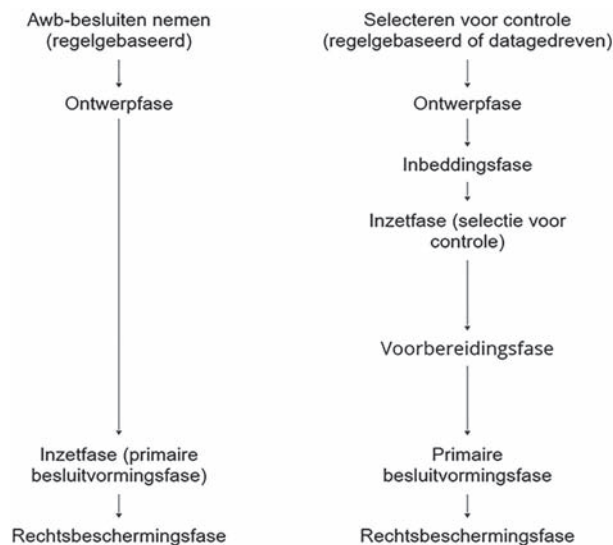 Awb-besluiten nemen
(regelgebaseerd)
Ontwerpfase
Inzetfase (primaire
besluitvormingsfase)
Rechtsbeschermingsfase
Selecteren voor controle
(regelgebaseerd of datagedreven)
Ontwerpfase
Inbeddingsfase
Inzetfase (selectie voor
controle)
Voorbereidingsfase
Primaire
besluitvormingsfase
Rechtsbeschermingsfase